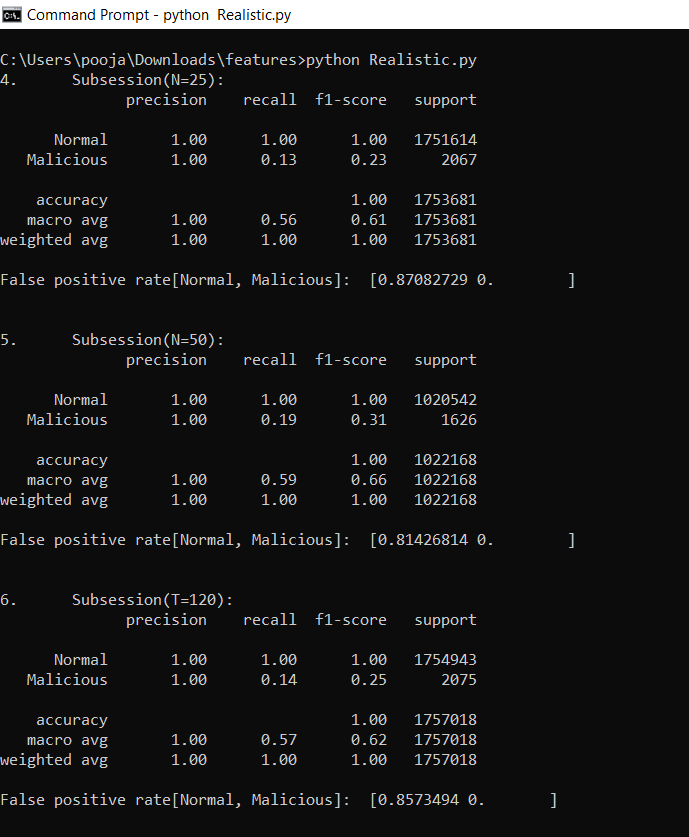 Command Prompt - python  Realistic.py
C:\Users\pooja\Downloads\features>python Realistic.py
4.      Subsession(N=25):
              precision    recall  f1-score   support

      Normal       1.00      1.00      1.00   1751614
   Malicious       1.00      0.13      0.23      2067

    accuracy                           1.00   1753681
   macro avg       1.00      0.56      0.61   1753681
weighted avg       1.00      1.00      1.00   1753681

False positive rate[Normal, Malicious]:  [0.87082729 0.        ]

5.      Subsession(N=50):
              precision    recall  f1-score   support

      Normal       1.00      1.00      1.00   1020542
   Malicious       1.00      0.19      0.31      1626

    accuracy                           1.00   1022168
   macro avg       1.00      0.59      0.66   1022168
weighted avg       1.00      1.00      1.00   1022168

False positive rate[Normal, Malicious]:  [0.81426814 0.        ]

6.      Subsession(T=120):
              precision    recall  f1-score   support

      Normal       1.00      1.00      1.00   1754943
   Malicious       1.00      0.14      0.25      2075

    accuracy                           1.00   1757018
   macro avg       1.00      0.57      0.62   1757018
weighted avg       1.00      1.00      1.00   1757018

False positive rate[Normal, Malicious]:  [0.8573494 0.       ]